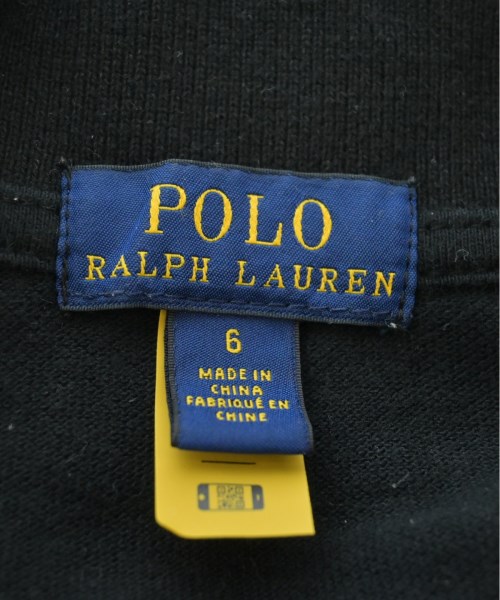 POLO
RALPH LAUREN
6
MADE IN
CHINA
FABRIQUÉ EN
CHINE